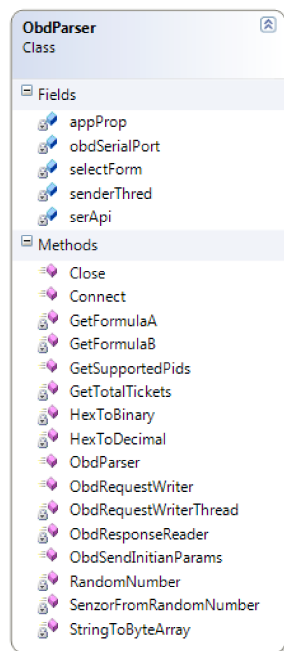 ObdParser
Class
Fields
appProp
obdSerialPort
selectForm
senderThred
serApi
Methods
Close
Connect
GetFormulaA
GetFormulaB
GetSupportedPids
GetTotalTickets
HexToBinary
HexToDecimal
ObdParser
ObdRequestWriter
ObdRequestWriterThread
ObdResponseReader
ObdSendInitianParams
RandomNumber
SenzorFromRandomNumber
StringToByteArray